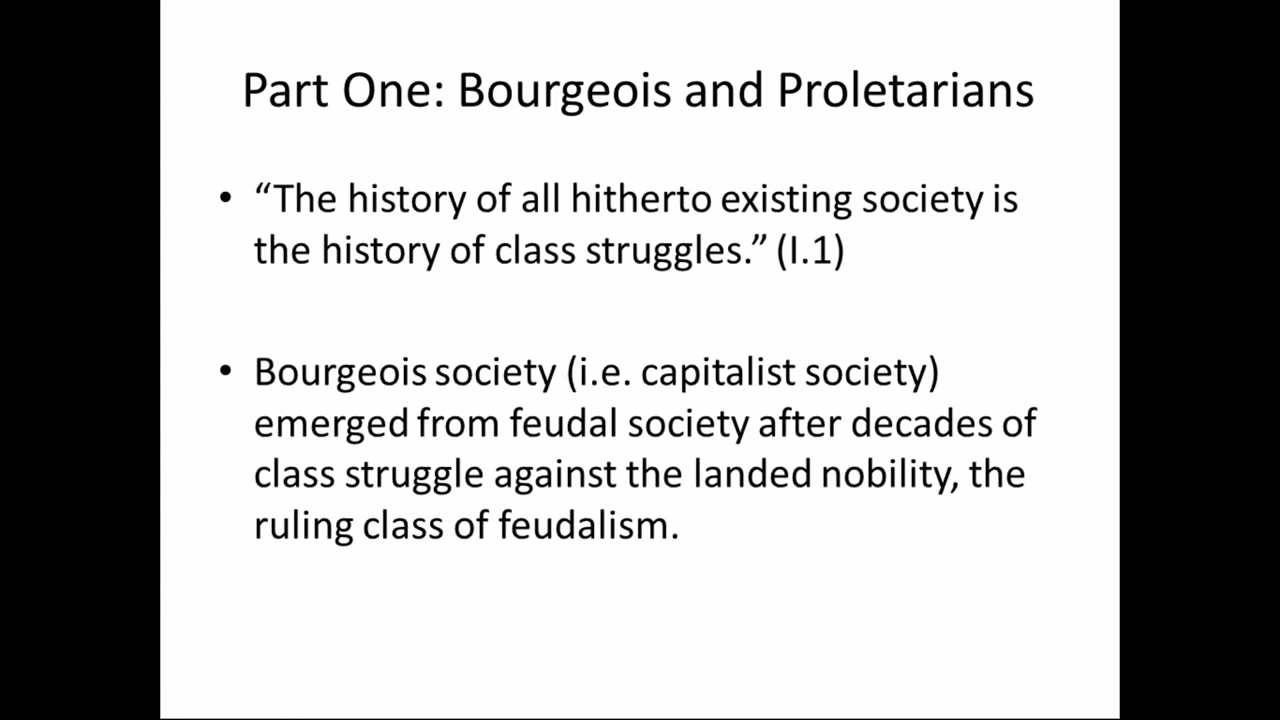 Part One: Bourgeois and Proletarians
• “The history of all hitherto existing society is
the history of class struggles.” (I.1)
• Bourgeois society (i.e. capitalist society)
emerged from feudal society after decades of
class struggle against the landed nobility, the
ruling class of feudalism.